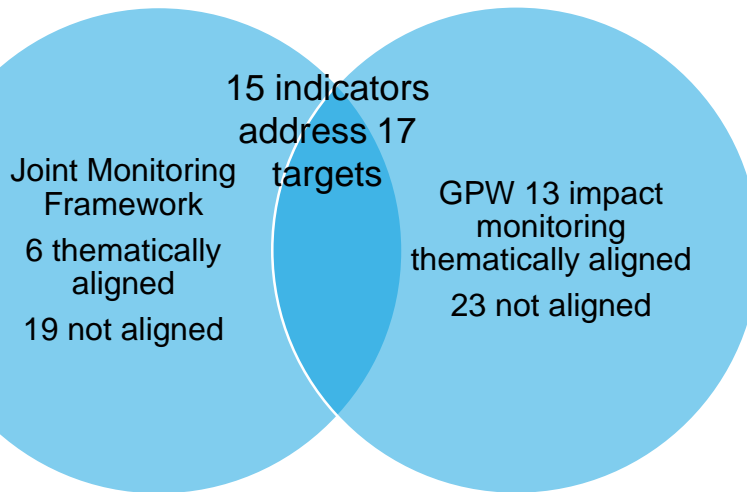 15 indicators
address 17
targets
Joint Monitoring
Framework
6 thematically
aligned
19 not aligned
GPW 13 impact
monitoring
thematically aligned
23 not aligned